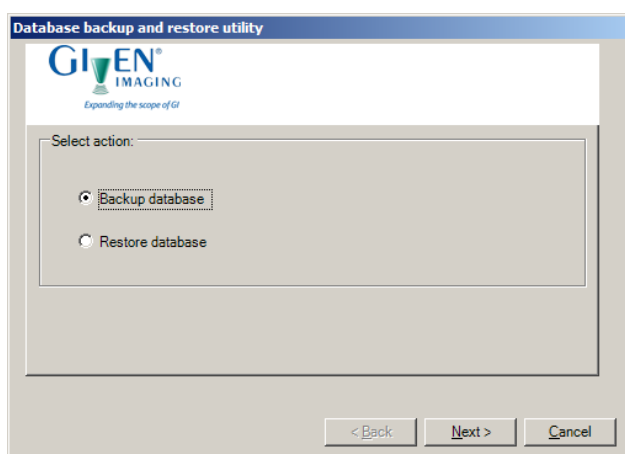 Database backup and restore utility
GIVEN®
IMAGING
Expanding the scope of GI
Select action:
Backup database
Restore database
< Back Next > Cancel